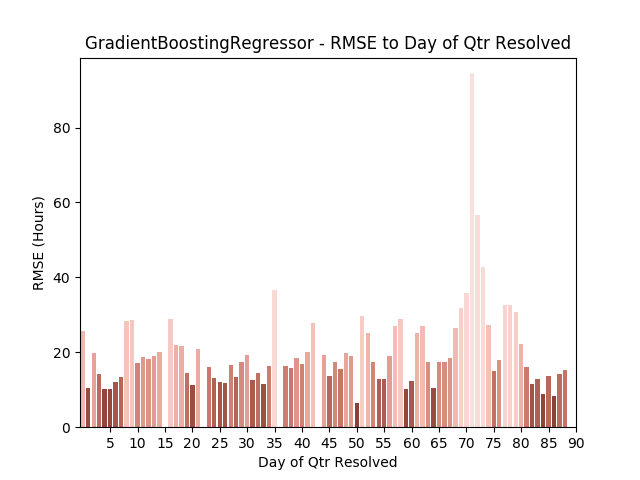 GradientBoostingRegressor - RMSE to Day of Qtr Resolved
RMSE (Hours)
80
60
40
20
0
5 10 15 20 25 30 35 40 45 50 55 60 65 70 75 80 85 90
Day of Qtr Resolved